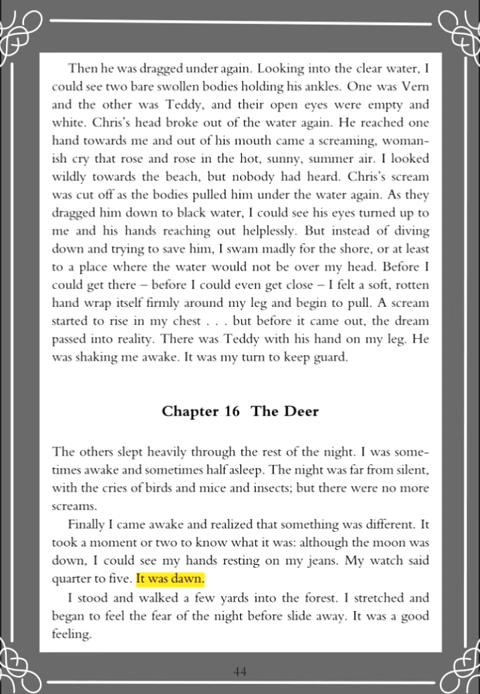 Then he was dragged under again. Looking into the clear water, I
could see two bare swollen bodies holding his ankles. One was Vern
and the other was Teddy, and their open eyes were empty and
white. Chris's head broke out of the water again. He reached one
hand towards me and out of his mouth came a screaming, woman-
ish cry that rose and rose in the hot, sunny, summer air. I looked
wildly towards the beach, but nobody had heard. Chris's scream
was cut off as the bodies pulled him under the water again. As they
dragged him down to black water, I could see his eyes turned up to
me and his hands reaching out helplessly. But instead of diving
down and trying to save him, I swam madly for the shore, or at least
to a place where the water would not be over my head. Before I
could get there – before I could even get close – I felt a soft, rotten
hand wrap itself firmly around my leg and begin to pull. A scream
started to rise in my chest . . . but before it came out, the dream
passed into reality. There was Teddy with his hand on my leg. He
was shaking me awake. It was my turn to keep guard.
Chapter 16 The Deer
The others slept heavily through the rest of the night. I was some-
times awake and sometimes half asleep. The night was far from silent,
with the cries of birds and mice and insects; but there were no more
screams.
Finally I came awake and realized that something was different. It
took a moment or two to know what it was: although the moon was
down, I could see my hands resting on my jeans. My watch said
quarter to five. It was dawn.
I stood and walked a few yards into the forest. I stretched and
began to feel the fear of the night before slide away. It was a good
feeling.
44